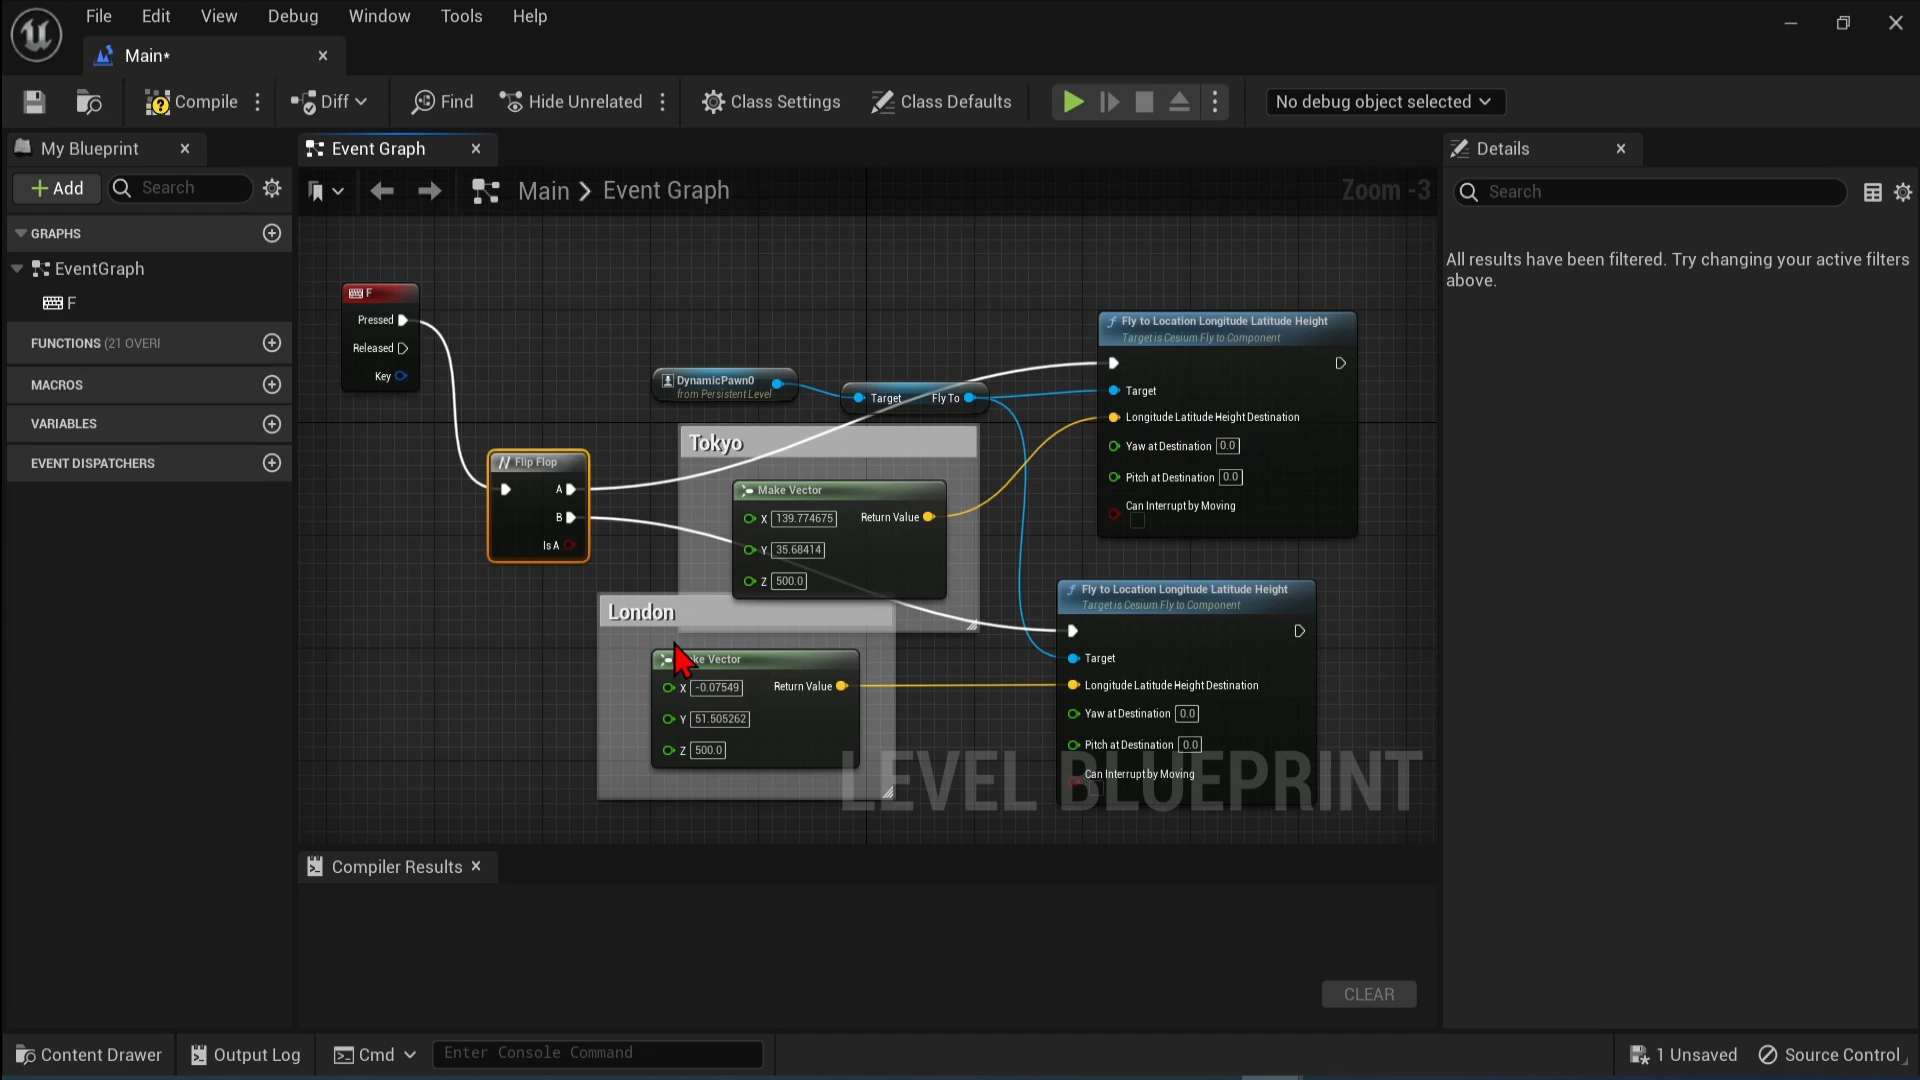 File Edit View Debug Window Tools Help
Main*
Compile Diff Find Hide Unrelated Class Settings Class Defaults No debug object selected
My Blueprint
Add Search
GRAPHS
EventGraph
F
FUNCTIONS (21 OVERI
MACROS
VARIABLES
EVENT DISPATCHERS
Event Graph
Main > Event Graph Zoom -3
F
Pressed
Released
Key
Flip Flop
A
B
Is A
DynamicPawn0
from Persistent Level
Target Fly To
Tokyo
Make Vector
X 139.774675 Return Value
Y 35.68414
Z 500.0
London
ke Vector
X -0.07549 Return Value
Y 51.505262
Z 500.0
Fly to Location Longitude Latitude Height
Target is Cesium Fly to Component
Target
Longitude Latitude Height Destination
Yaw at Destination 0.0
Pitch at Destination 0.0
Can Interrupt by Moving
Fly to Location Longitude Latitude Height
Target is Cesium Fly to Component
Target
Longitude Latitude Height Destination
Yaw at Destination 0.0
Pitch at Destination 0.0
Can Interrupt by Moving
LEVEL BLUEPRINT
Details
Search
All results have been filtered. Try changing your active filters
above.
Compiler Results
CLEAR
Content Drawer Output Log Cmd Enter Console Command 1 Unsaved Source Control